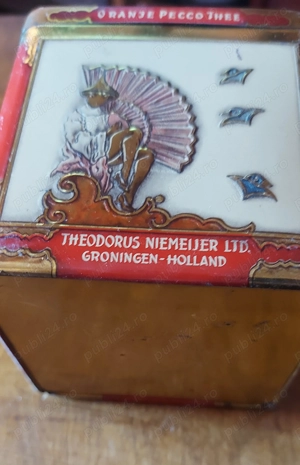 ORANJE PECCO THEE
THEODORUS NIEMEIJER LTD.
GRONINGEN-HOLLAND